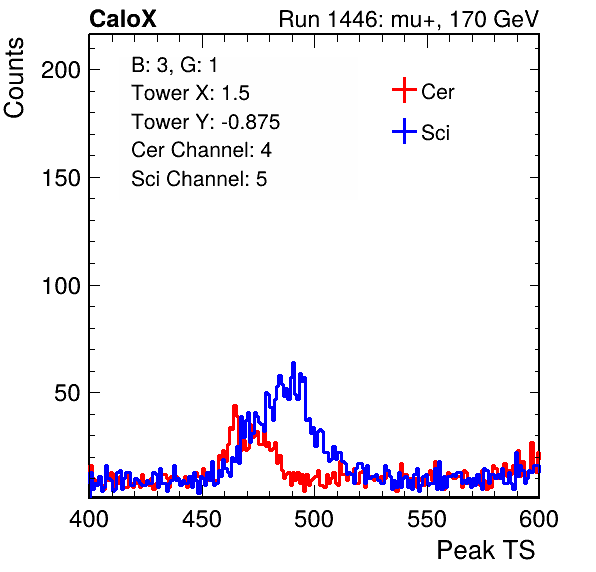 CaloX Run 1446: mu+, 170 GeV
Counts
B: 3, G: 1
Tower X: 1.5
Tower Y: -0.875
Cer Channel: 4
Sci Channel: 5
Cer
Sci
200
150
100
50
400 450 500 550 600
Peak TS